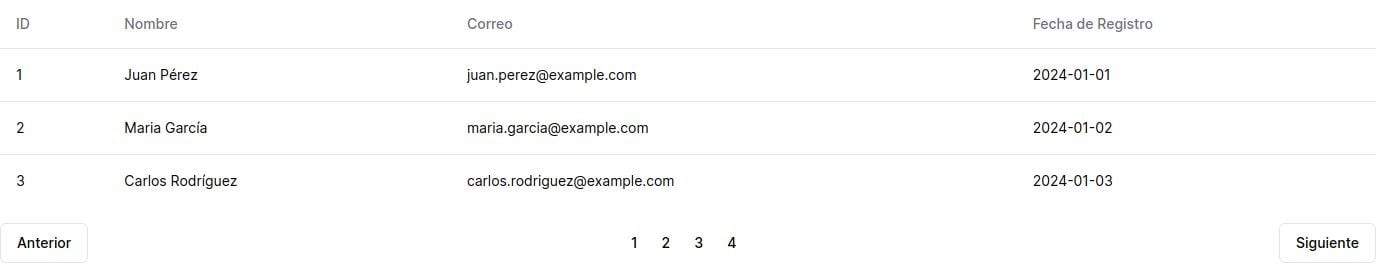 ID Nombre Correo Fecha de Registro
1 Juan Pérez juan.perez@example.com 2024-01-01
2 Maria García maria.garcia@example.com 2024-01-02
3 Carlos Rodríguez carlos.rodriguez@example.com 2024-01-03
Anterior 1 2 3 4 Siguiente